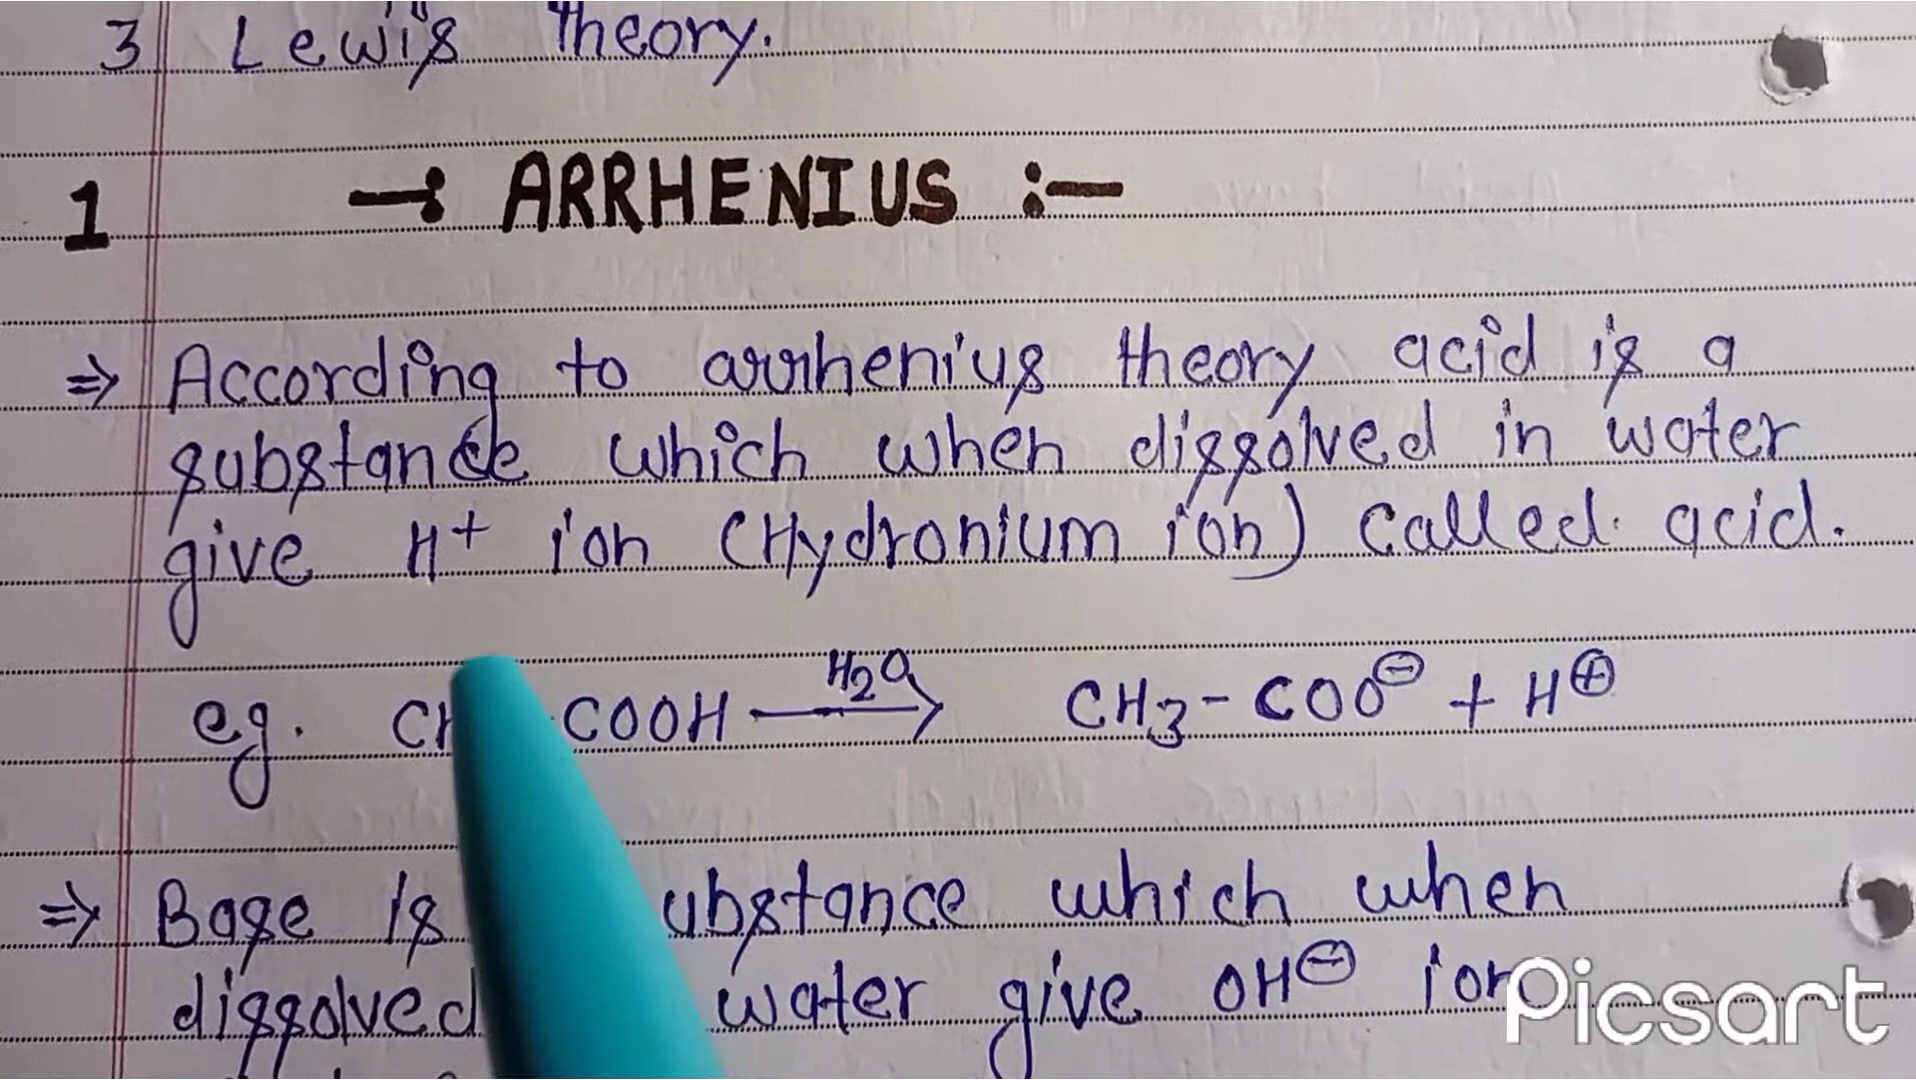 3 Lewis Theory.
1 → ARRHENIUS :-
⇒ According to arrhenius theory acid is a
substance which when dissolved in water
give H+ ion (Hydronium ion) called. acid.
eg. CH COOH H2O → CH3-COO⊖ + H⊕
⇒ Base is ubstance which when
dissolved water give OH⊖ ion
Picsart